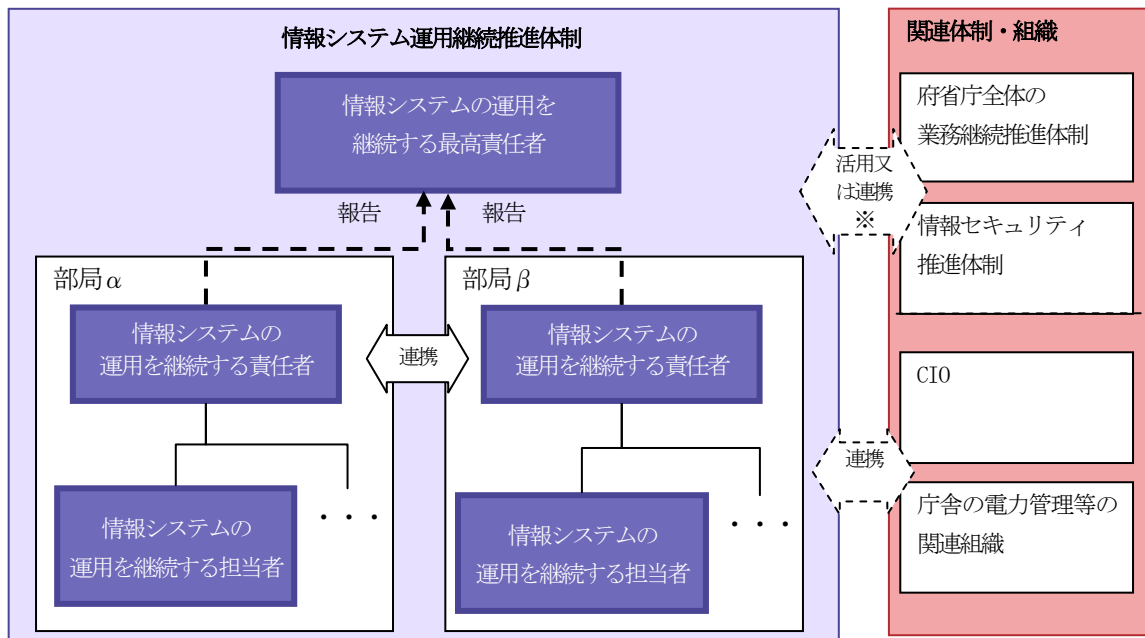 情報システム運用継続推進体制
情報システムの運用を
継続する最高責任者
報告
報告
部局α
情報システムの
運用を継続する責任者
情報システムの
運用を継続する担当者
・・・
連携
部局β
情報システムの
運用を継続する責任者
情報システムの
運用を継続する担当者
・・・
活用又
は連携
※
連携
関連体制・組織
府省庁全体の
業務継続推進体制
情報セキュリティ
推進体制
CIO
庁舎の電力管理等の
関連組織